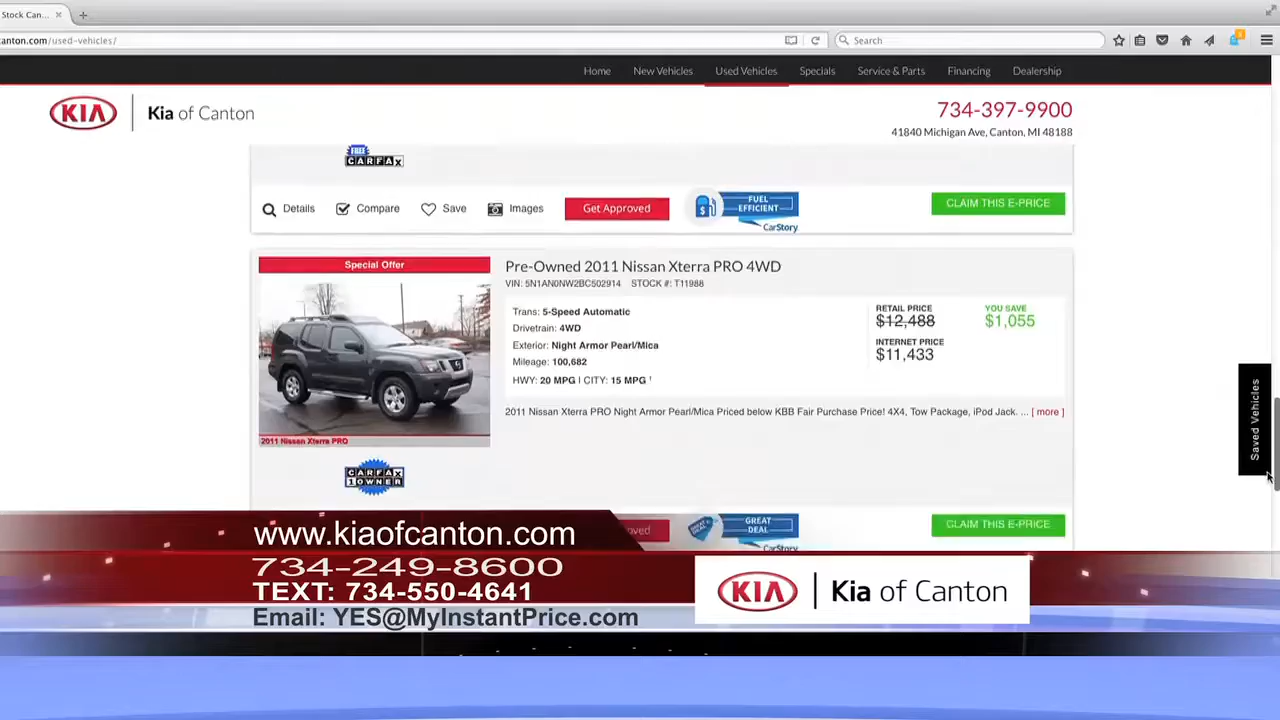 Stock Can...
anton.com/used-vehicles/
Search
3
Home New Vehicles Used Vehicles Specials Service & Parts Financing Dealership
KIA Kia of Canton
734-397-9900
41840 Michigan Ave, Canton, MI 48188
FREE
CARFAX
Details Compare Save Images Get Approved
FUEL
EFFICIENT
CarStory
CLAIM THIS E-PRICE
Special Offer
2011 Nissan Xterra PRO
CARFAX
1 OWNER
Pre-Owned 2011 Nissan Xterra PRO 4WD
VIN: 5N1AN0NW2BC502914 STOCK #: T11988
Trans: 5-Speed Automatic
Drivetrain: 4WD
Exterior: Night Armor Pearl/Mica
Mileage: 100,682
HWY: 20 MPG | CITY: 15 MPG ¹
RETAIL PRICE
$12,488
YOU SAVE
$1,055
INTERNET PRICE
$11,433
2011 Nissan Xterra PRO Night Armor Pearl/Mica Priced below KBB Fair Purchase Price! 4X4, Tow Package, iPod Jack. ... [ more ]
Saved Vehicles
oved
GREAT
DEAL
CarStory
CLAIM THIS E-PRICE
www.kiaofcanton.com
734-249-8600
TEXT: 734-550-4641
Email: YES@MyInstantPrice.com
KIA Kia of Canton